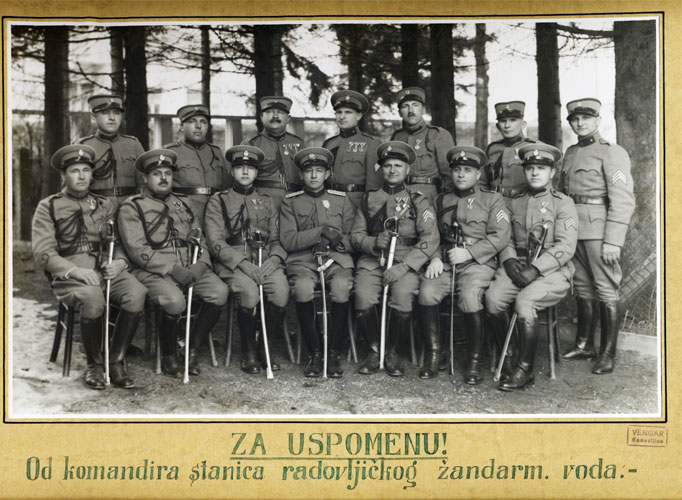 VENGAR
ZA USPOMENU!
Od komandira stanica radovljičkog žandarm. voda.-